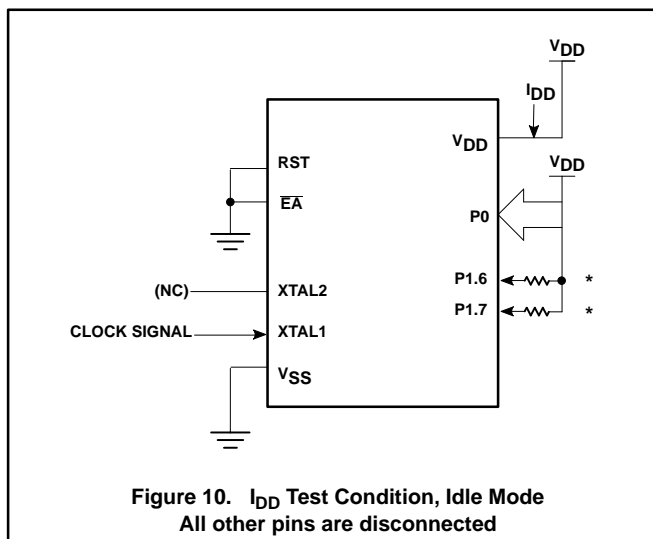 VDD
IDD
VDD
VDD
RST
EA
P0
P1.6 *
(NC) XTAL2
P1.7 *
CLOCK SIGNAL XTAL1
VSS
Figure 10. IDD Test Condition, Idle Mode
All other pins are disconnected